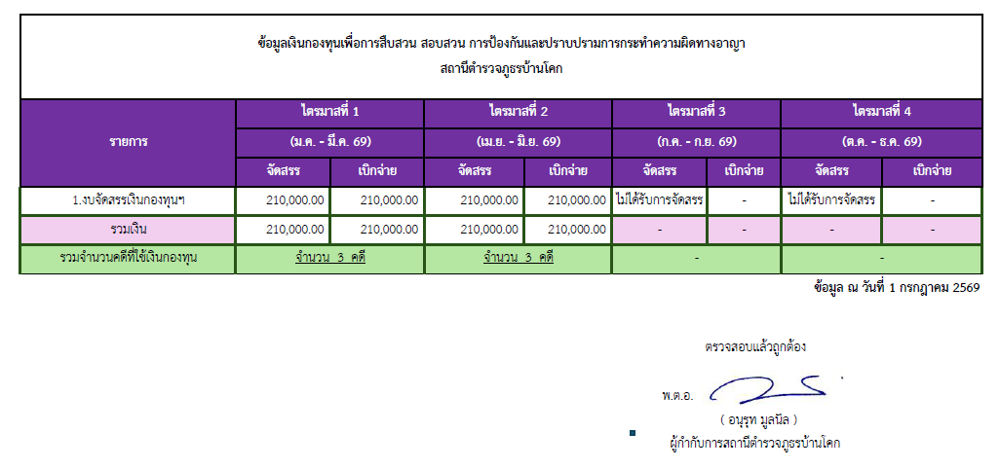 ข้อมูลเงินกองทุนเพื่อการสืบสวน สอบสวน การป้องกันและปราบปรามการกระทำความผิดทางอาญา
สถานีตำรวจภูธรบ้านโคก
รายการ ไตรมาสที่ 1 ไตรมาสที่ 2 ไตรมาสที่ 3 ไตรมาสที่ 4
(ม.ค. - มี.ค. 69) (เม.ย. - มิ.ย. 69) (ก.ค. - ก.ย. 69) (ต.ค. - ธ.ค. 69)
จัดสรร เบิกจ่าย จัดสรร เบิกจ่าย จัดสรร เบิกจ่าย จัดสรร เบิกจ่าย
1.งบจัดสรรเงินกองทุนฯ 210,000.00 210,000.00 210,000.00 210,000.00 ไม่ได้รับการจัดสรร - ไม่ได้รับการจัดสรร -
รวมเงิน 210,000.00 210,000.00 210,000.00 210,000.00 - - - -
รวมจำนวนคดีที่ใช้เงินกองทุน จำนวน 3 คดี จำนวน 3 คดี - -
ข้อมูล ณ วันที่ 1 กรกฎาคม 2569
ตรวจสอบแล้วถูกต้อง
พ.ต.อ.
( อนุรุท มูลนิล )
ผู้กำกับการสถานีตำรวจภูธรบ้านโคก